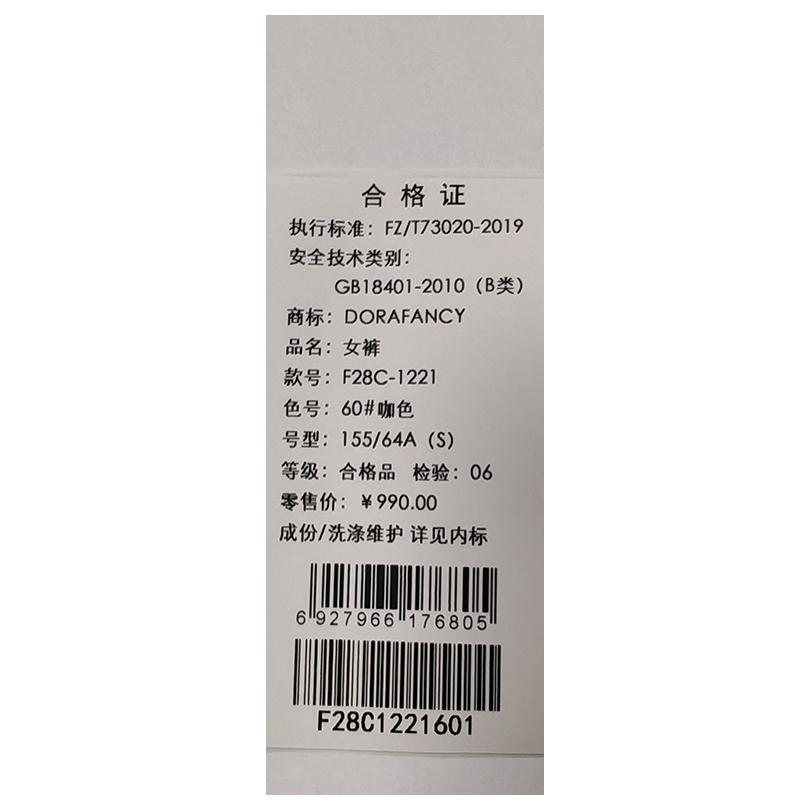 合格证
执行标准：FZ/T73020-2019
安全技术类别：
GB18401-2010（B类）
商标：DORAFANCY
品名：女裤
款号：F28C-1221
色号：60#咖色
号型：155/64A（S）
等级：合格品 检验：06
零售价：￥990.00
成份/洗涤维护 详见内标
6 927966 176805
F28C1221601